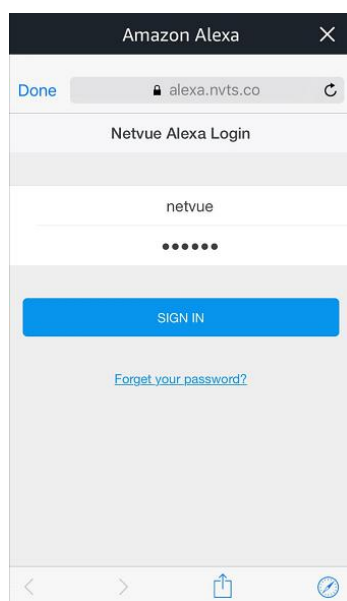 Amazon Alexa
Done alexa.nvts.co
Netvue Alexa Login
netvue
●●●●●●
SIGN IN
Forget your password?